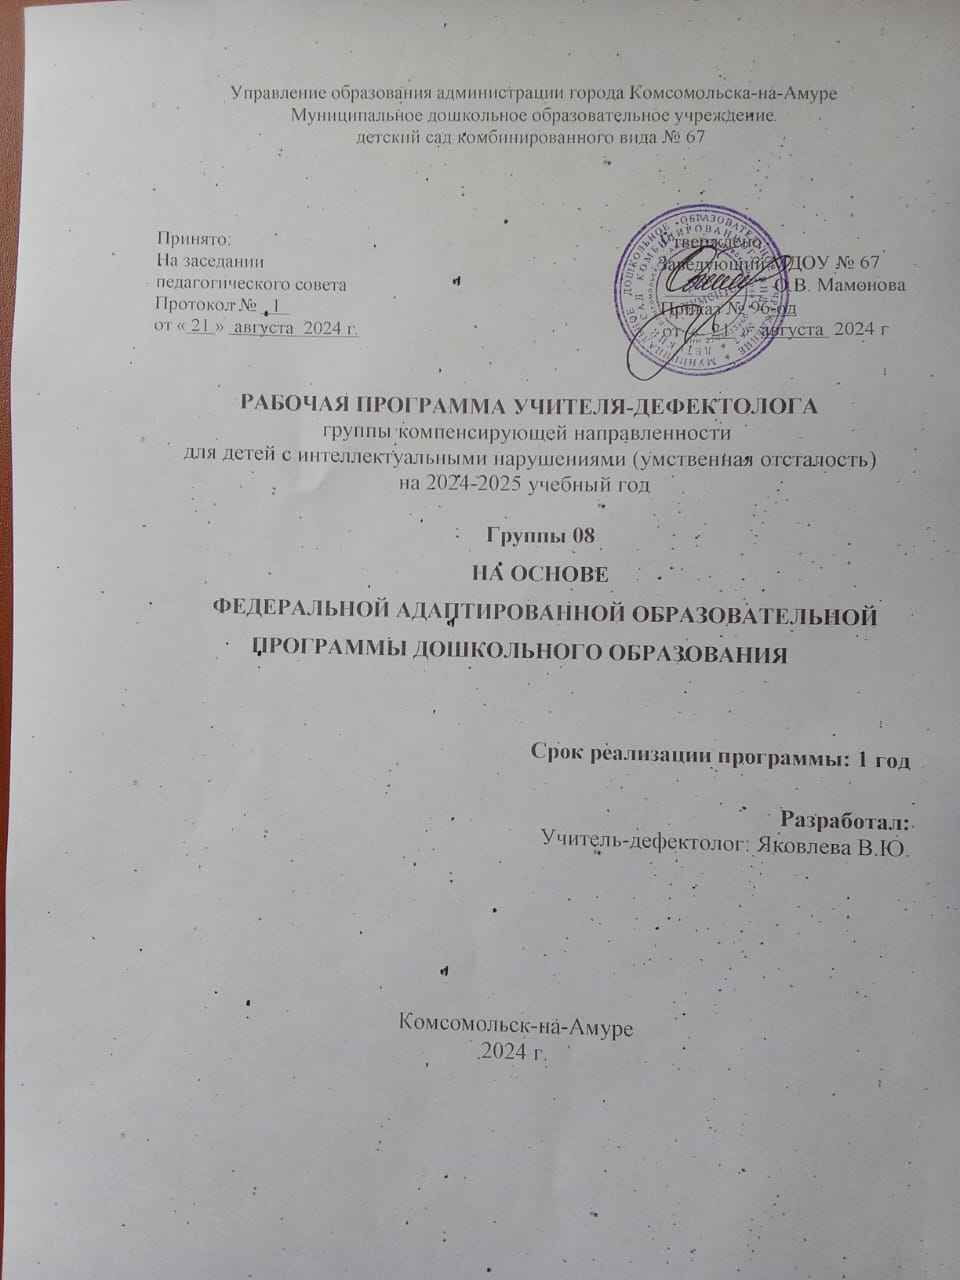 Управление образования администрации города Комсомольска-на-Амуре
Муниципальное дошкольное образовательное учреждение
детский сад комбинированного вида № 67
Принято:
На заседании
педагогического совета
Протокол № 1
от « 21 » августа 2024 г.
Утверждено:
Заведующий МДОУ № 67
О.В. Мамонова
Приказ № 96-од
от « 21 » августа 2024 г
РАБОЧАЯ ПРОГРАММА УЧИТЕЛЯ-ДЕФЕКТОЛОГА
группы компенсирующей направленности
для детей с интеллектуальными нарушениями (умственная отсталость)
на 2024-2025 учебный год
Группы 08
НА ОСНОВЕ
ФЕДЕРАЛЬНОЙ АДАПТИРОВАННОЙ ОБРАЗОВАТЕЛЬНОЙ
ПРОГРАММЫ ДОШКОЛЬНОГО ОБРАЗОВАНИЯ
Срок реализации программы: 1 год
Разработал:
Учитель-дефектолог: Яковлева В.Ю.
Комсомольск-на-Амуре
2024 г.